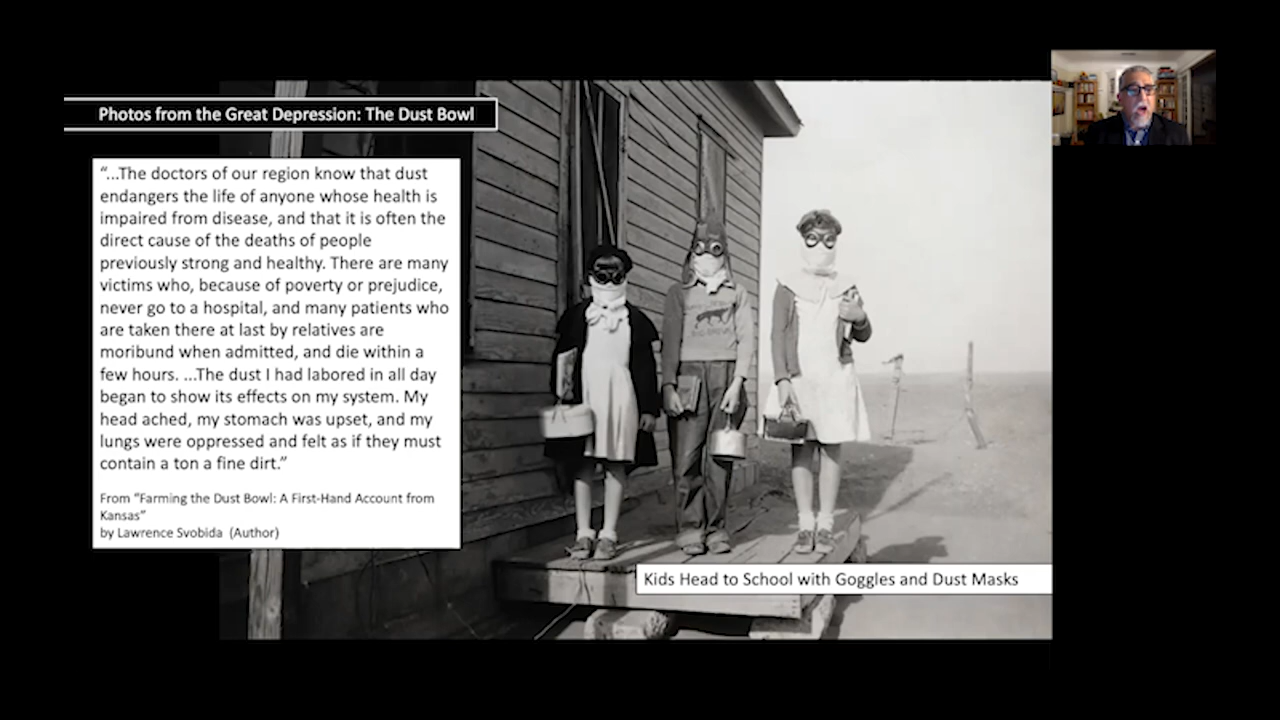 Photos from the Great Depression: The Dust Bowl
“...The doctors of our region know that dust
endangers the life of anyone whose health is
impaired from disease, and that it is often the
direct cause of the deaths of people
previously strong and healthy. There are many
victims who, because of poverty or prejudice,
never go to a hospital, and many patients who
are taken there at last by relatives are
moribund when admitted, and die within a
few hours. ...The dust I had labored in all day
began to show its effects on my system. My
head ached, my stomach was upset, and my
lungs were oppressed and felt as if they must
contain a ton a fine dirt.”
From “Farming the Dust Bowl: A First-Hand Account from
Kansas”
by Lawrence Svobida (Author)
Kids Head to School with Goggles and Dust Masks